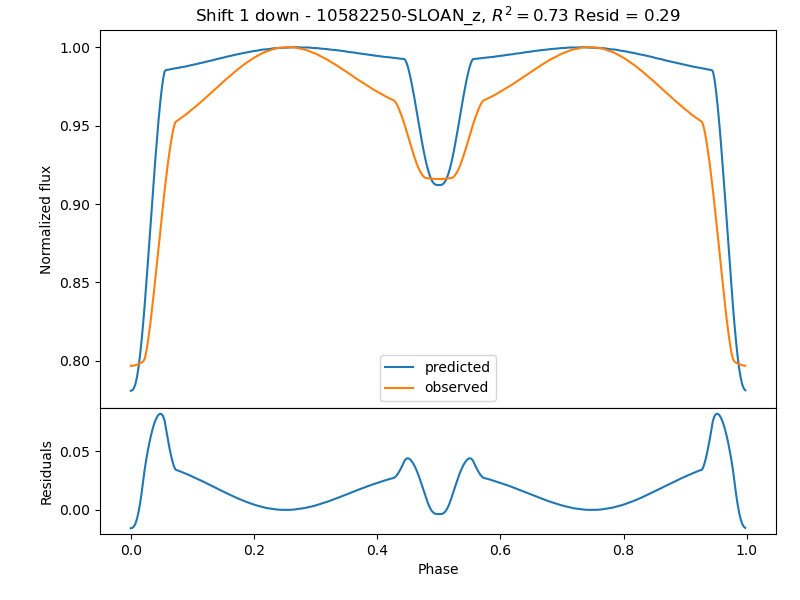 Shift 1 down - 10582250-SLOAN_z, R² = 0.73 Resid = 0.29
1.00
0.95
0.90
0.85
0.80
Normalized flux
predicted
observed
0.05
0.00
Residuals
0.0 0.2 0.4 0.6 0.8 1.0
Phase